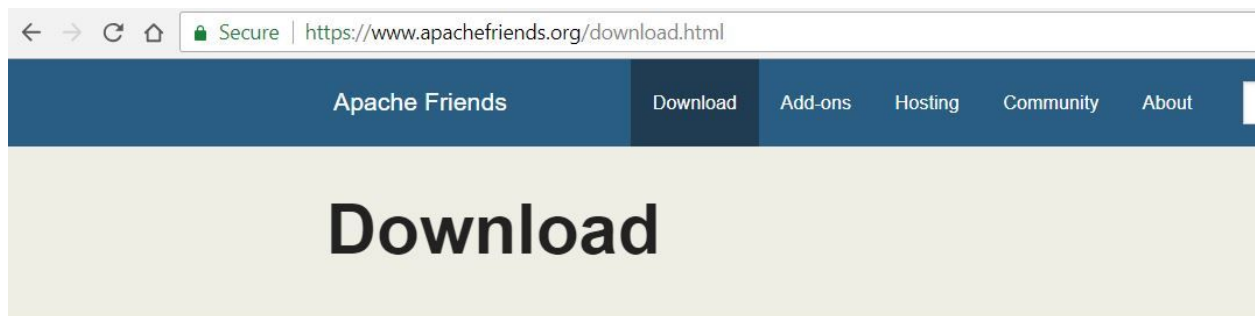 Secure | https://www.apachefriends.org/download.html
Apache Friends Download Add-ons Hosting Community About
Download